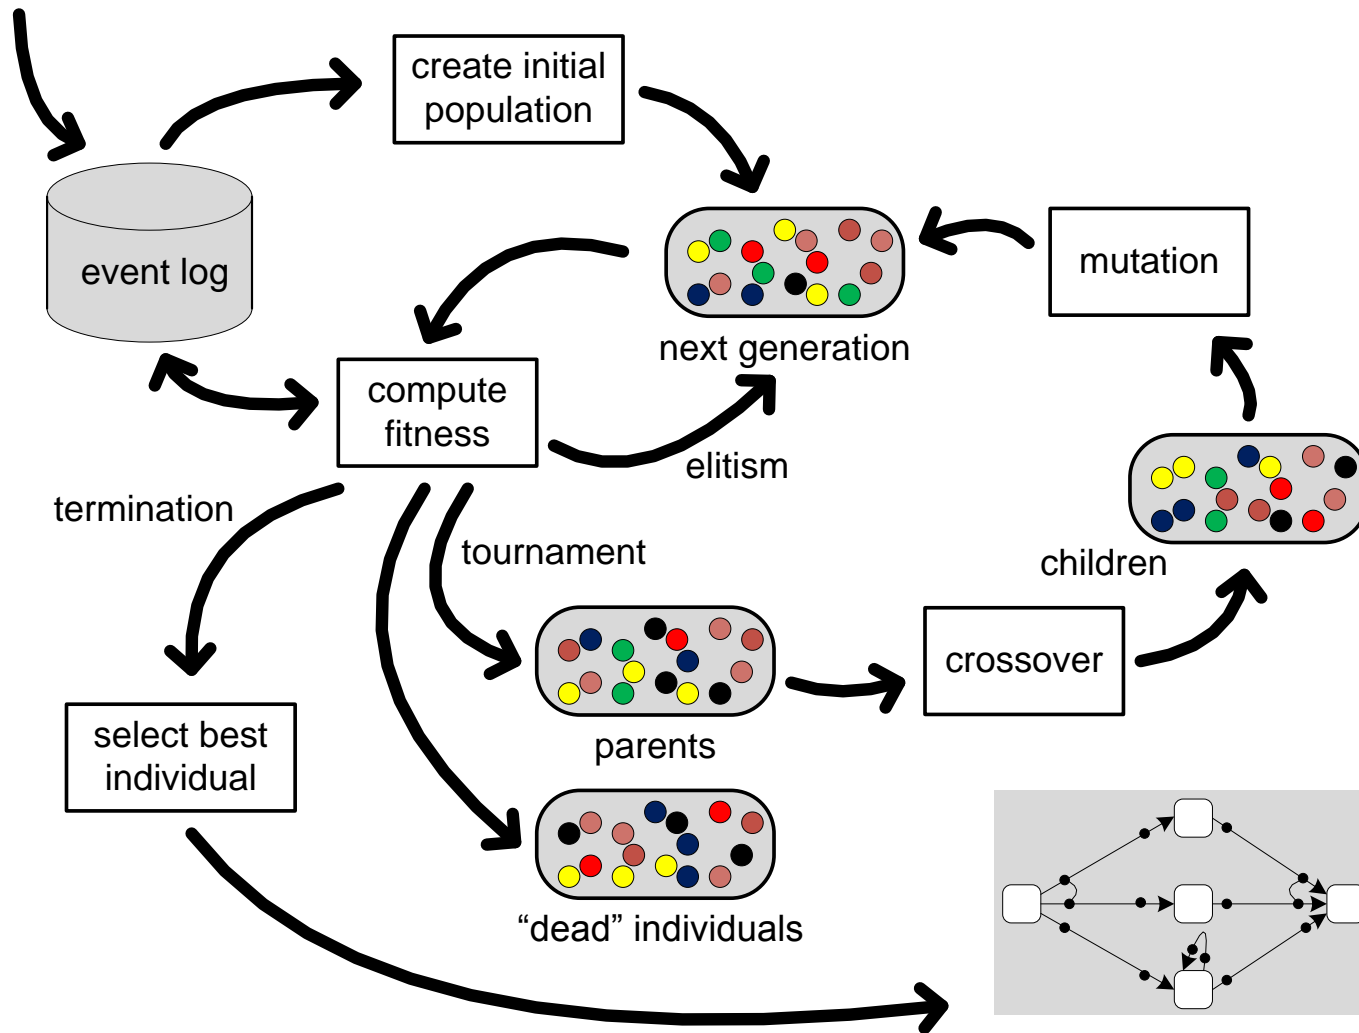 create initial
population
event log
mutation
next generation
compute
fitness
elitism
termination
tournament
children
crossover
parents
select best
individual
“dead” individuals